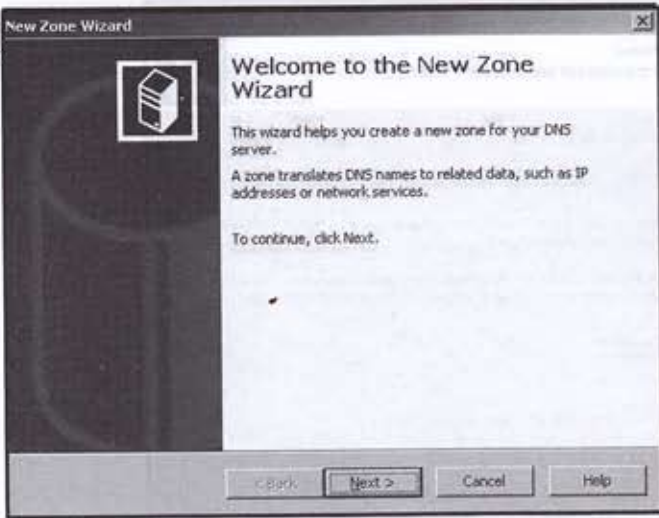 New Zone Wizard
Welcome to the New Zone
Wizard
This wizard helps you create a new zone for your DNS
server.
A zone translates DNS names to related data, such as IP
addresses or network services.
To continue, click Next.
< Back
Next >
Cancel
Help